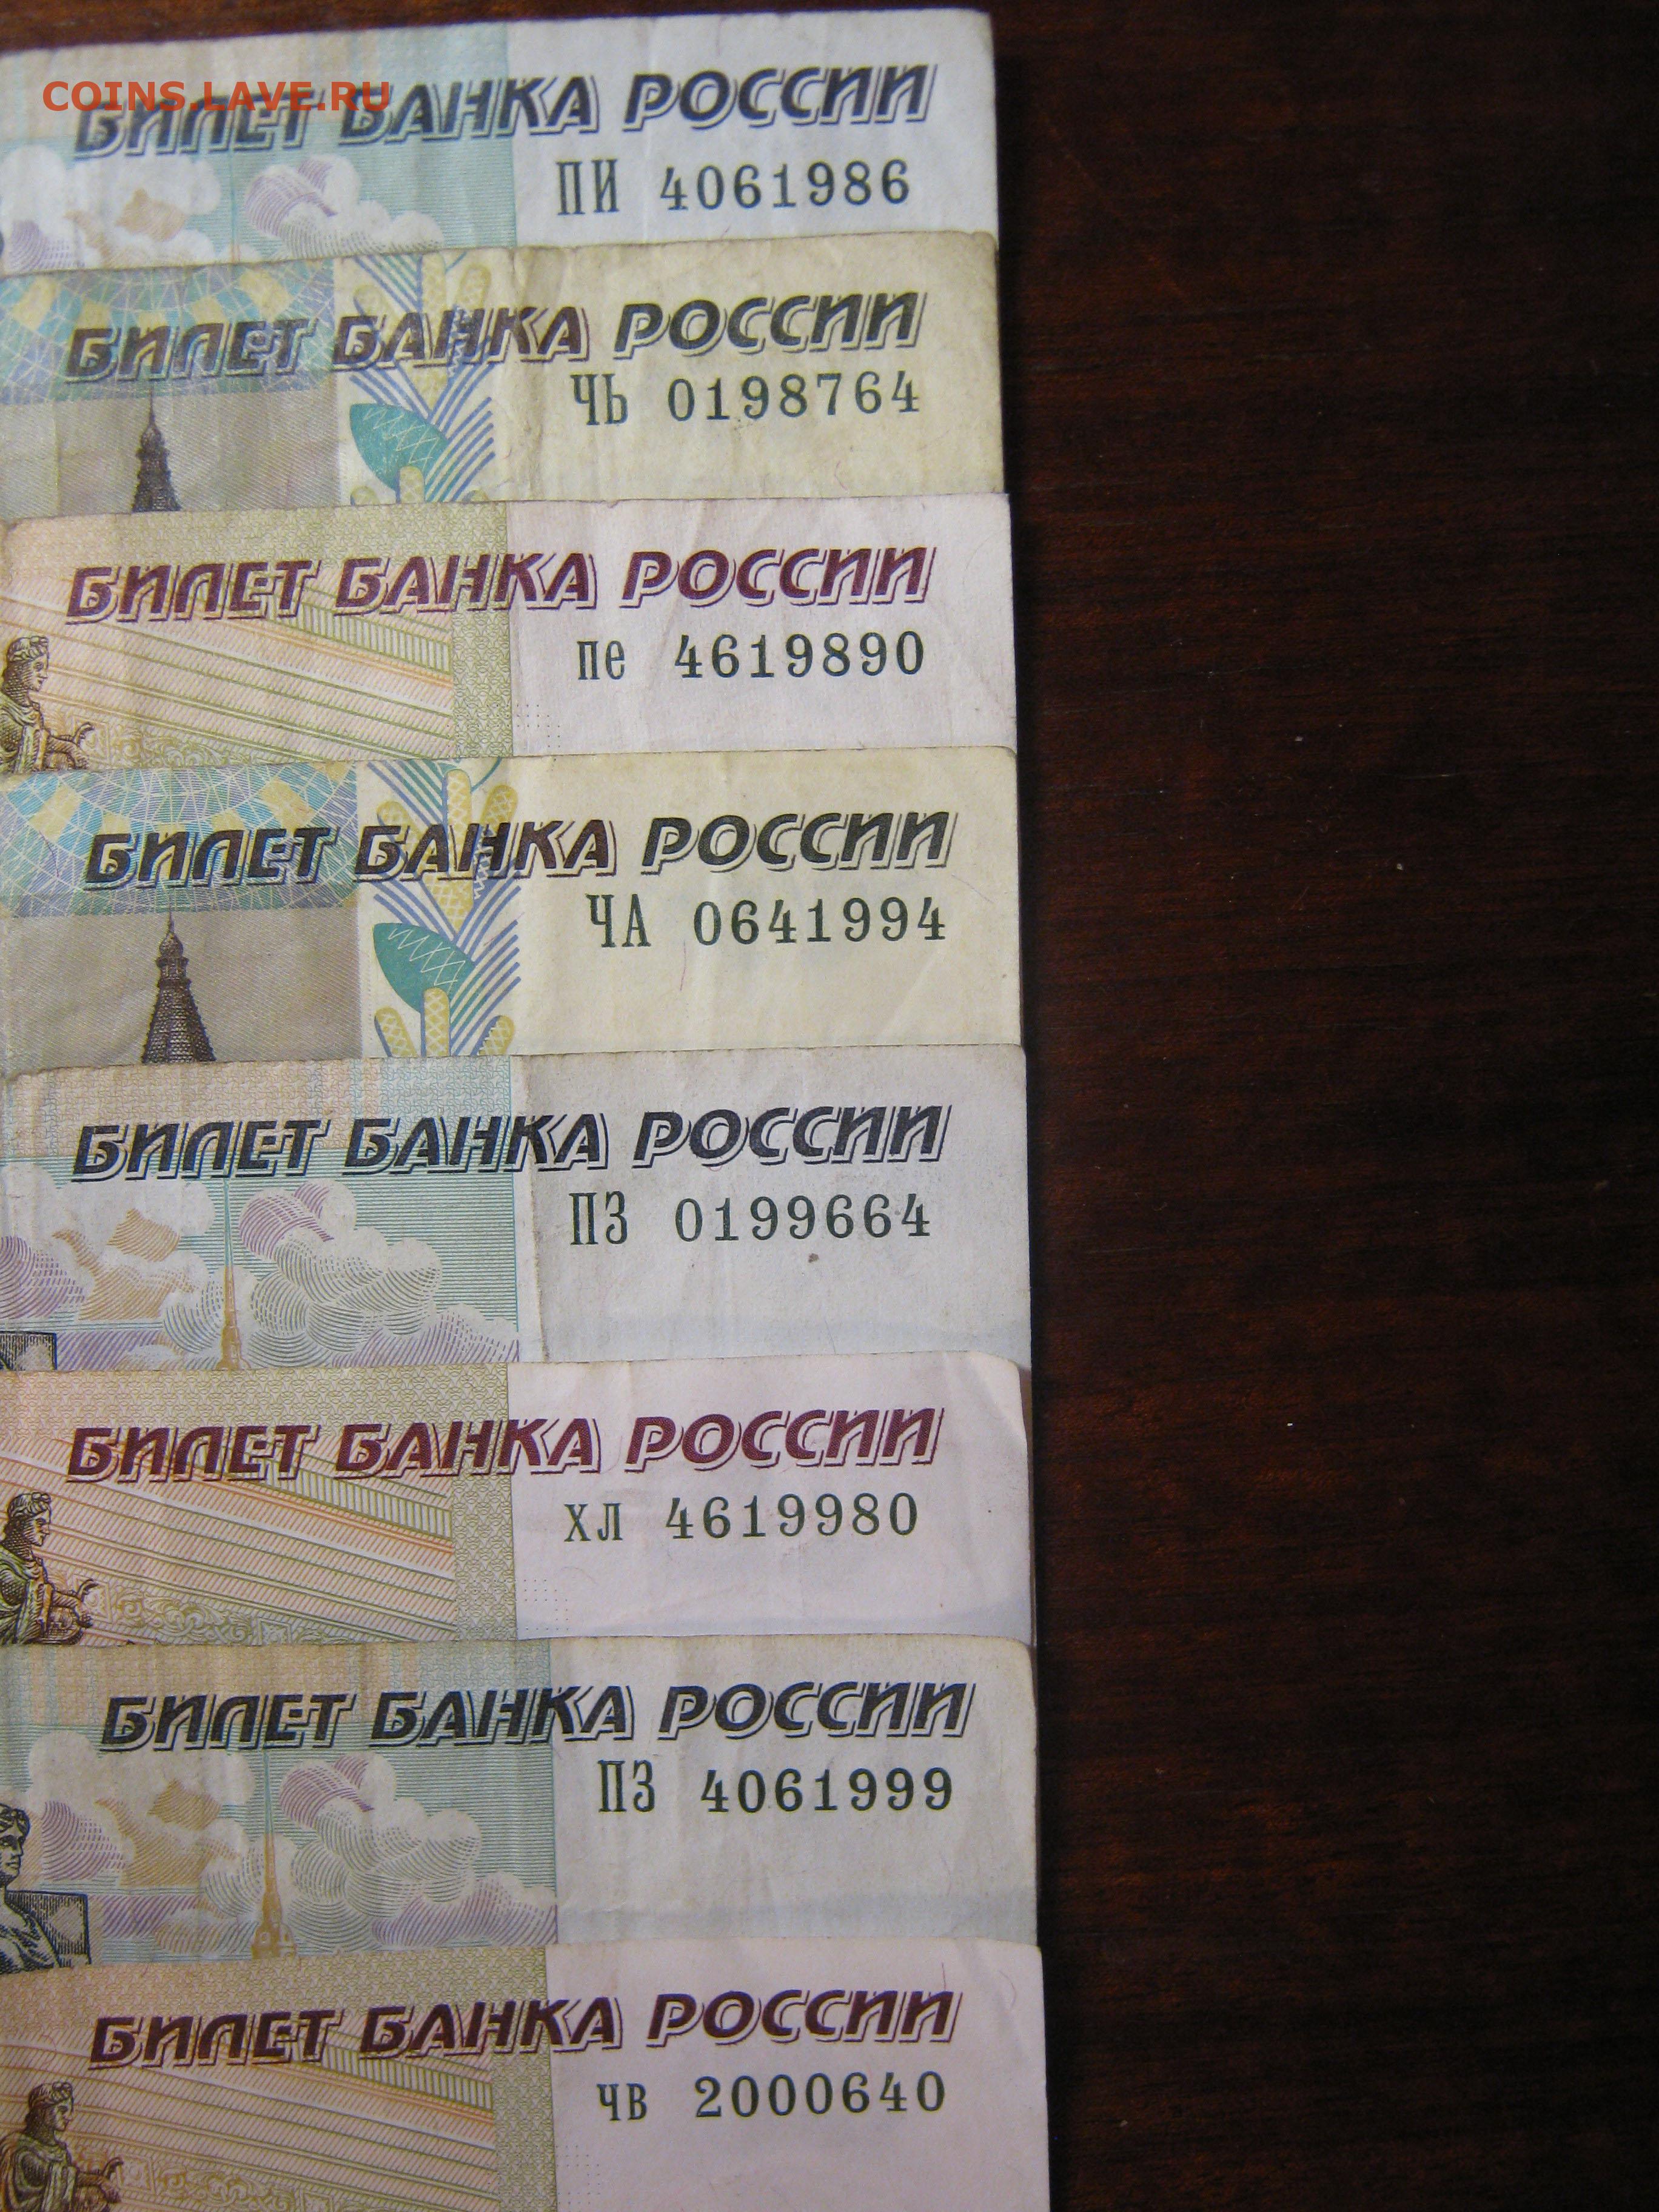 COINS.LAVE.RU
БИЛЕТ БАНКА РОССИИ
ПИ 4061986
БИЛЕТ БАНКА РОССИИ
ЧЬ 0198764
БИЛЕТ БАНКА РОССИИ
пе 4619890
БИЛЕТ БАНКА РОССИИ
ЧА 0641994
БИЛЕТ БАНКА РОССИИ
ПЗ 0199664
БИЛЕТ БАНКА РОССИИ
хл 4619980
БИЛЕТ БАНКА РОССИИ
ПЗ 4061999
БИЛЕТ БАНКА РОССИИ
чв 2000640